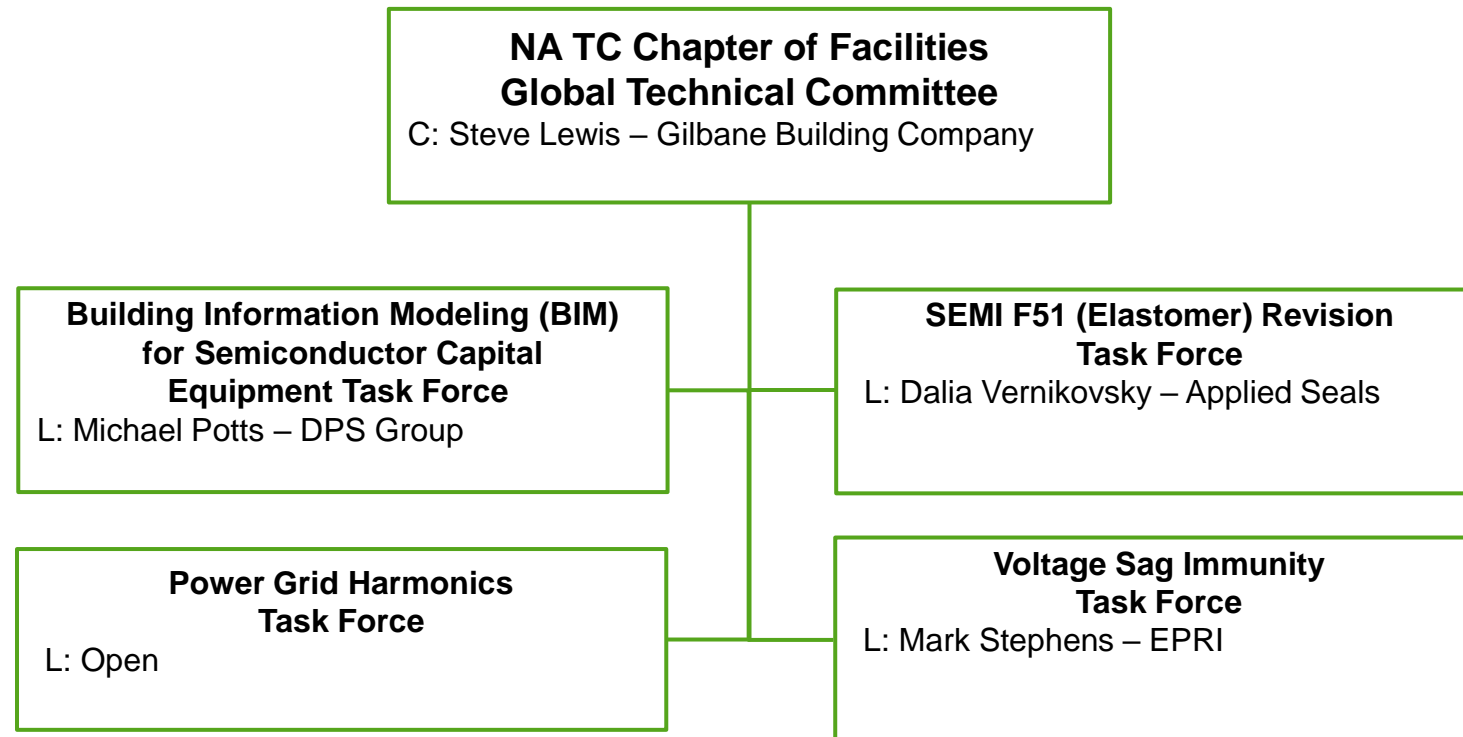 NA TC Chapter of Facilities
Global Technical Committee
C: Steve Lewis – Gilbane Building Company
Building Information Modeling (BIM)
for Semiconductor Capital
Equipment Task Force
L: Michael Potts – DPS Group
SEMI F51 (Elastomer) Revision
Task Force
L: Dalia Vernikovsky – Applied Seals
Power Grid Harmonics
Task Force
L: Open
Voltage Sag Immunity
Task Force
L: Mark Stephens – EPRI